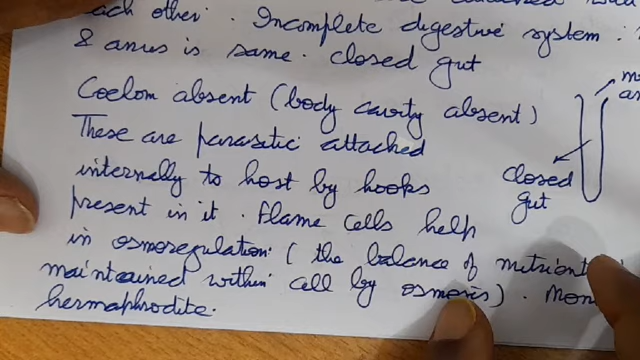 each other. Incomplete digestive system:
& anus is same. closed gut
Coelom absent (body cavity absent)
These are parasitic attached
internally to host by hooks
present in it. Flame cells help
in osmoregulation (the balance of nutrient
maintained within cell by osmosis).
hermaphrodite.
closed
gut